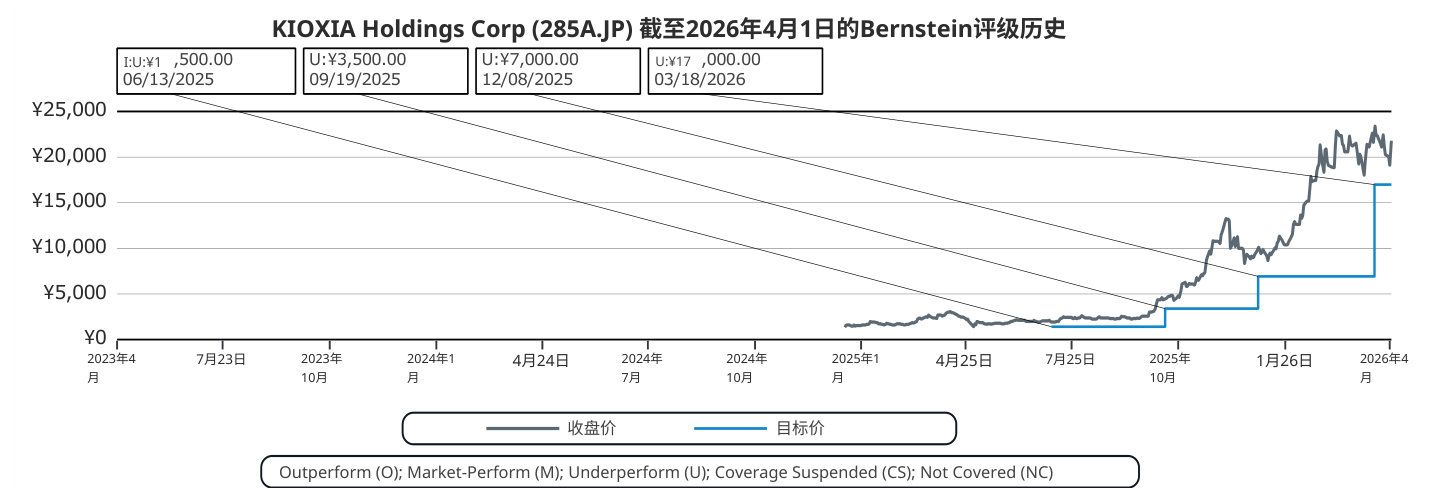 KIOXIA Holdings Corp (285A.JP) 截至2026年4月1日的Bernstein评级历史
I:U:¥1 ,500.00
06/13/2025
U:¥3,500.00
09/19/2025
U:¥7,000.00
12/08/2025
U:¥17 ,000.00
03/18/2026
¥25,000
¥20,000
¥15,000
¥10,000
¥5,000
¥0
2023年4月
7月23日
2023年10月
2024年1月
4月24日
2024年7月
2024年10月
2025年1月
4月25日
7月25日
2025年10月
1月26日
2026年4月
收盘价
目标价
Outperform (O); Market-Perform (M); Underperform (U); Coverage Suspended (CS); Not Covered (NC)